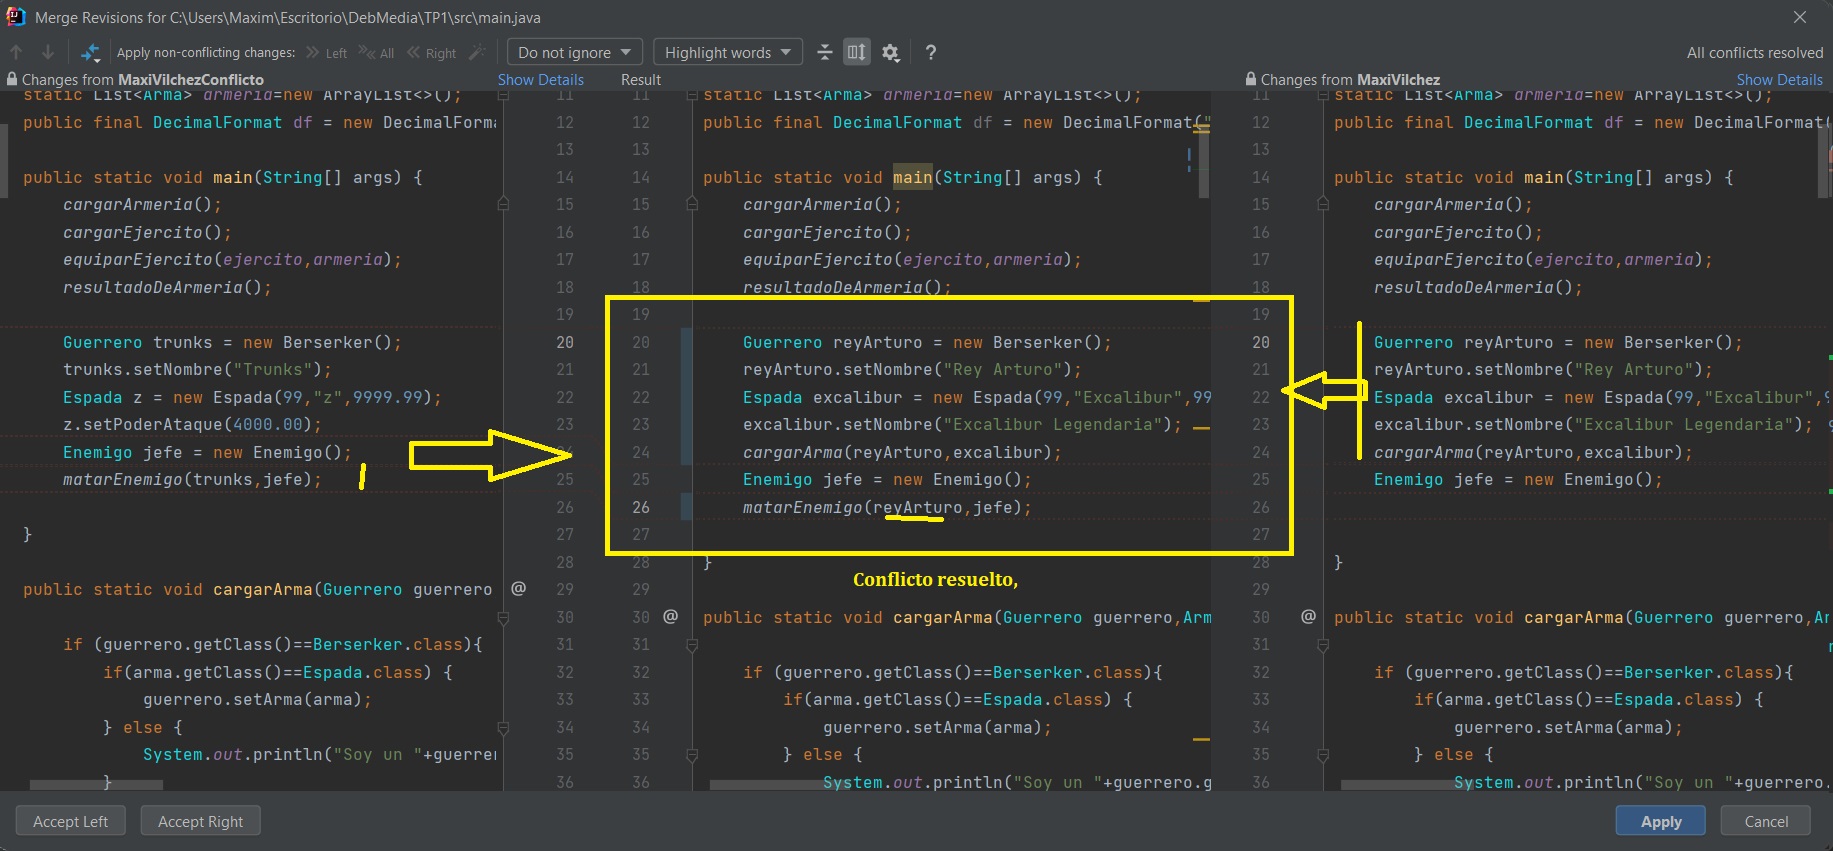 Merge Revisions for C:\Users\Maxim\Escritorio\DebMedia\TP1\src\main.java
Apply non-conflicting changes: Left All Right Do not ignore Highlight words ? All conflicts resolved
Changes from MaxiVilchezConflicto Show Details
static List<Arma> armeria=new ArrayList<>(); 11
public final DecimalFormat df = new DecimalForma 12
13
public static void main(String[] args) { 14
cargarArmeria(); 15
cargarEjercito(); 16
equiparEjercito(ejercito,armeria); 17
resultadoDeArmeria(); 18
19
Guerrero trunks = new Berserker(); 20
trunks.setNombre("Trunks"); 21
Espada z = new Espada(99,"z",9999.99); 22
z.setPoderAtaque(4000.00); 23
Enemigo jefe = new Enemigo();
matarEnemigo(trunks,jefe); 25
26
} 27
28
public static void cargarArma(Guerrero guerrero @ 29
30
if (guerrero.getClass()==Berserker.class){ 31
if(arma.getClass()==Espada.class) { 32
guerrero.setArma(arma); 33
} else { 34
System.out.println("Soy un "+guerre 35
} 36
Result
11 static List<Arma> armeria=new ArrayList<>();
12 public final DecimalFormat df = new DecimalFormat("
13
14 public static void main(String[] args) {
15 cargarArmeria();
16 cargarEjercito();
17 equiparEjercito(ejercito,armeria);
18 resultadoDeArmeria();
19
20 Guerrero reyArturo = new Berserker();
21 reyArturo.setNombre("Rey Arturo");
22 Espada excalibur = new Espada(99,"Excalibur",99
23 excalibur.setNombre("Excalibur Legendaria");
24 cargarArma(reyArturo,excalibur);
25 Enemigo jefe = new Enemigo();
26 matarEnemigo(reyArturo,jefe);
27
28 }
Conflicto resuelto,
29
30 @ public static void cargarArma(Guerrero guerrero,Arm
31
32 if (guerrero.getClass()==Berserker.class){
33 if(arma.getClass()==Espada.class) {
34 guerrero.setArma(arma);
35 } else {
36 System.out.println("Soy un "+guerrero.g
Changes from MaxiVilchez Show Details
11 static List<Arma> armeria=new ArrayList<>();
12 public final DecimalFormat df = new DecimalFormat(
13
14 public static void main(String[] args) {
15 cargarArmeria();
16 cargarEjercito();
17 equiparEjercito(ejercito,armeria);
18 resultadoDeArmeria();
19
20 Guerrero reyArturo = new Berserker();
21 reyArturo.setNombre("Rey Arturo");
22 Espada excalibur = new Espada(99,"Excalibur",
23 excalibur.setNombre("Excalibur Legendaria");
24 cargarArma(reyArturo,excalibur);
25 Enemigo jefe = new Enemigo();
26
27
28 }
29
30 @ public static void cargarArma(Guerrero guerrero,Ar
31
32 if (guerrero.getClass()==Berserker.class){
33 if(arma.getClass()==Espada.class) {
34 guerrero.setArma(arma);
35 } else {
36 System.out.println("Soy un "+guerrero.
Accept Left Accept Right Apply Cancel